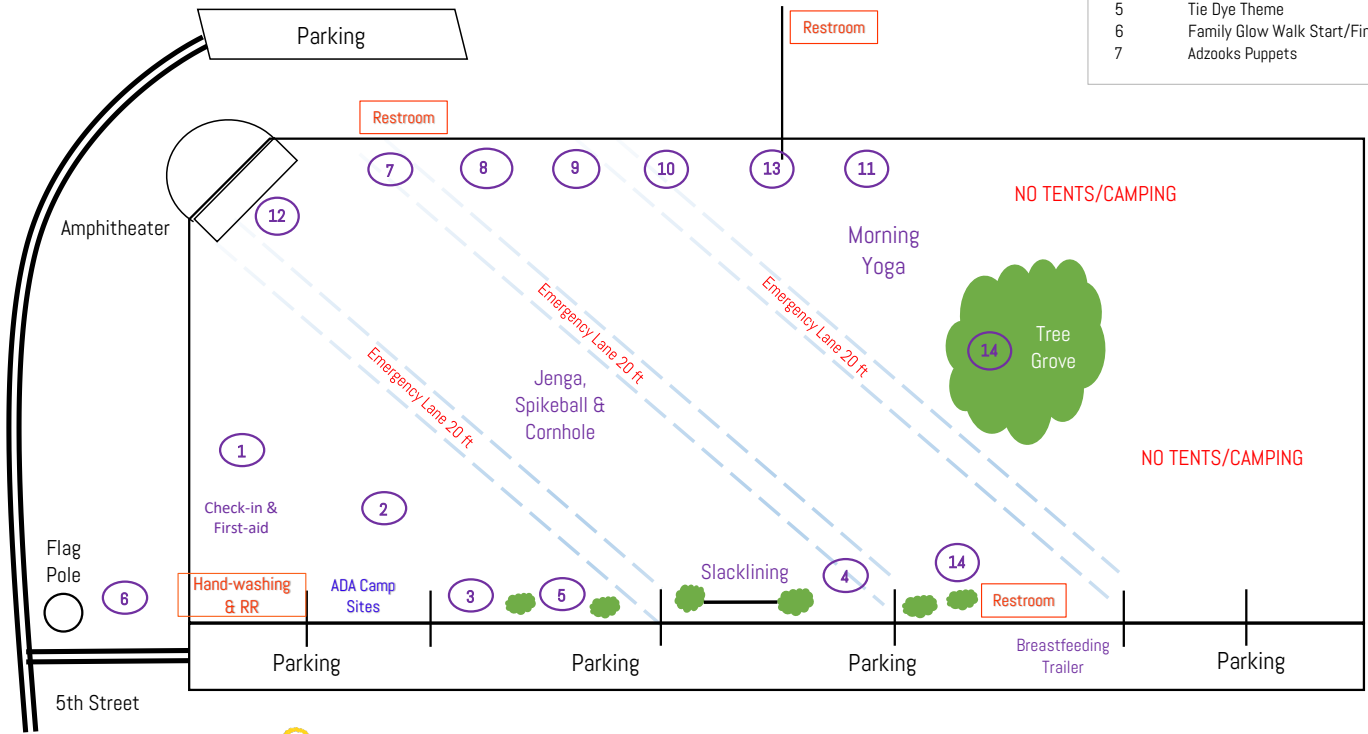 5 Tie Dye Theme
6 Family Glow Walk Start/Fin
7 Adzooks Puppets
Parking
Restroom
Restroom
7
8
9
10
13
11
NO TENTS/CAMPING
12
Amphitheater
Morning
Yoga
Emergency Lane 20 ft
Emergency Lane 20 ft
Emergency Lane 20 ft
14
Tree
Grove
Jenga,
Spikeball &
Cornhole
1
NO TENTS/CAMPING
Check-in &
First-aid
2
Flag
Pole
6
Hand-washing
& RR
ADA Camp
Sites
3
5
Slacklining
4
14
Restroom
Parking
Parking
Parking
Breastfeeding
Trailer
Parking
5th Street